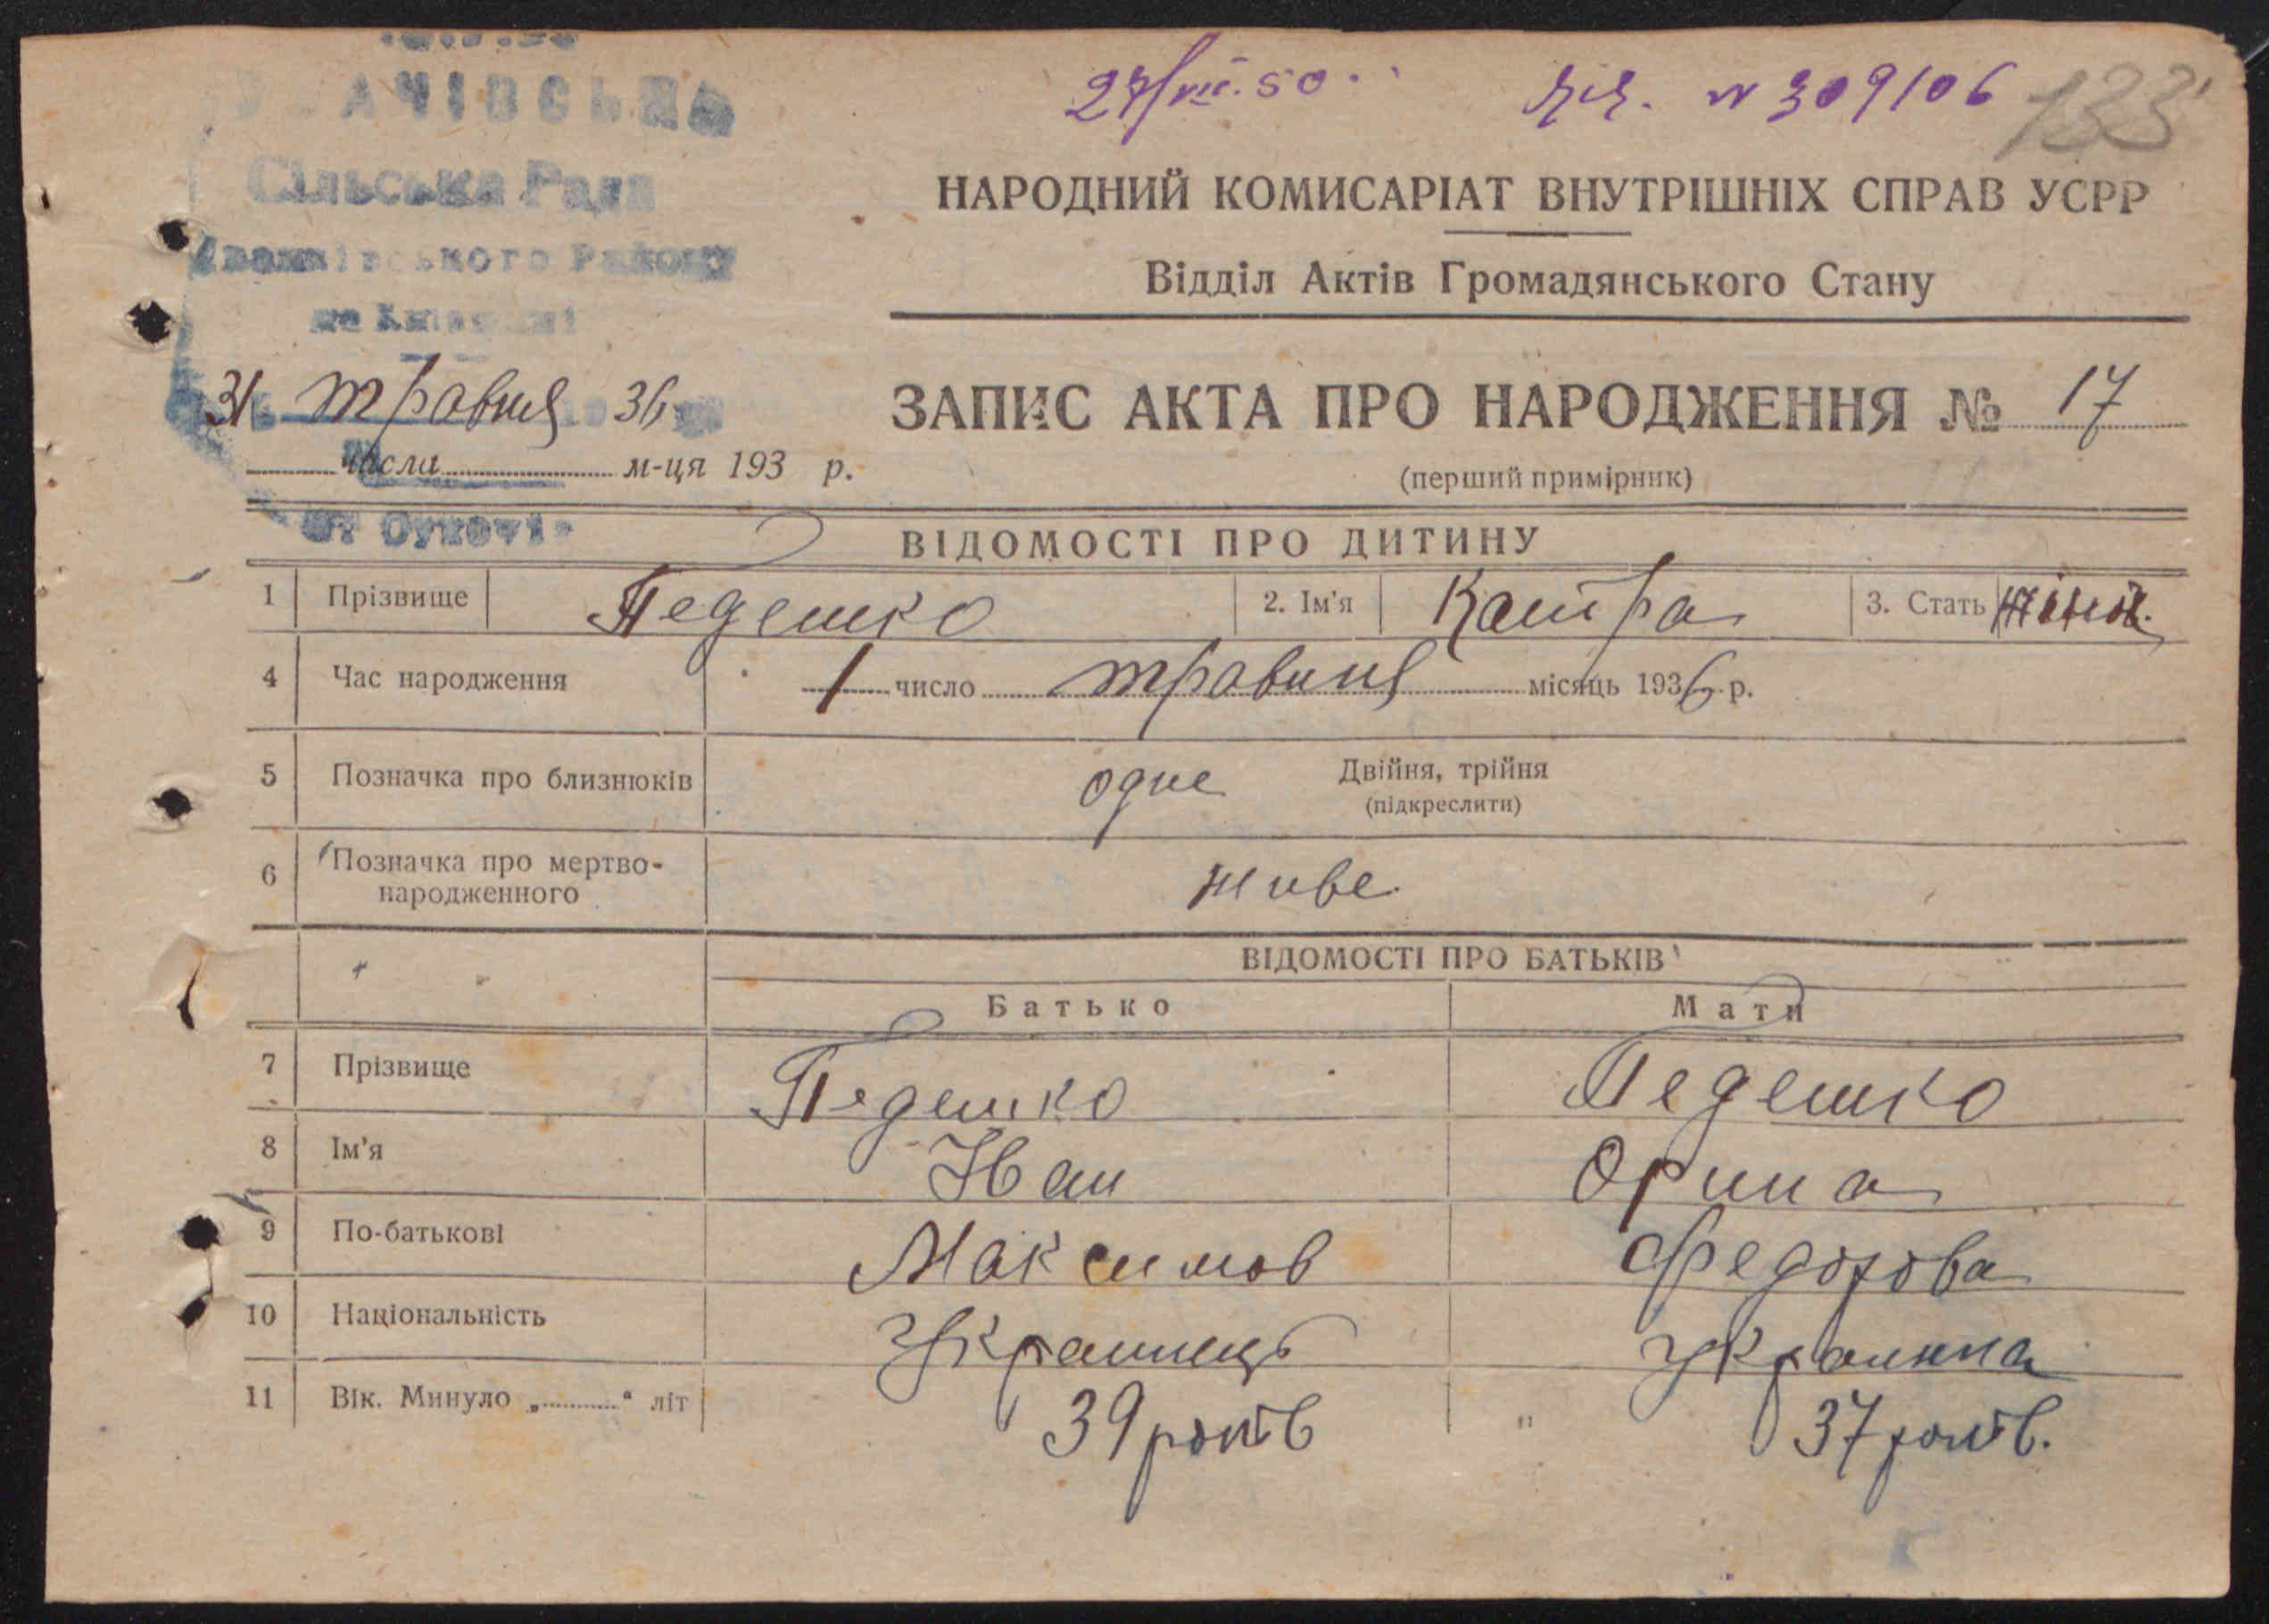 27/VII. 50. N 309106 133
Сільська Рада
НАРОДНИЙ КОМИСАРІАТ ВНУТРІШНІХ СПРАВ УСРР
Відділ Актів Громадянського Стану
31 травня 36
числа м-ця 193 р.
ЗАПИС АКТА ПРО НАРОДЖЕННЯ № 17
(перший примірник)
ВІДОМОСТІ ПРО ДИТИНУ
1 Прізвище Педешко 2. Ім'я Катра 3. Стать жіноч.
4 Час народження 1 число травня місяць 1936 р.
5 Позначка про близнюків одне Двійня, трійня
(підкреслити)
6 Позначка про мертво-
народженного живе
ВІДОМОСТІ ПРО БАТЬКІВ
Батько Мати
7 Прізвище Педешко Педешко
8 Ім'я Іван Орина
9 По-батькові Максимов Федорова
10 Національність Українець Українка
11 Вік. Минуло „ “ літ 39 років " 37 років.